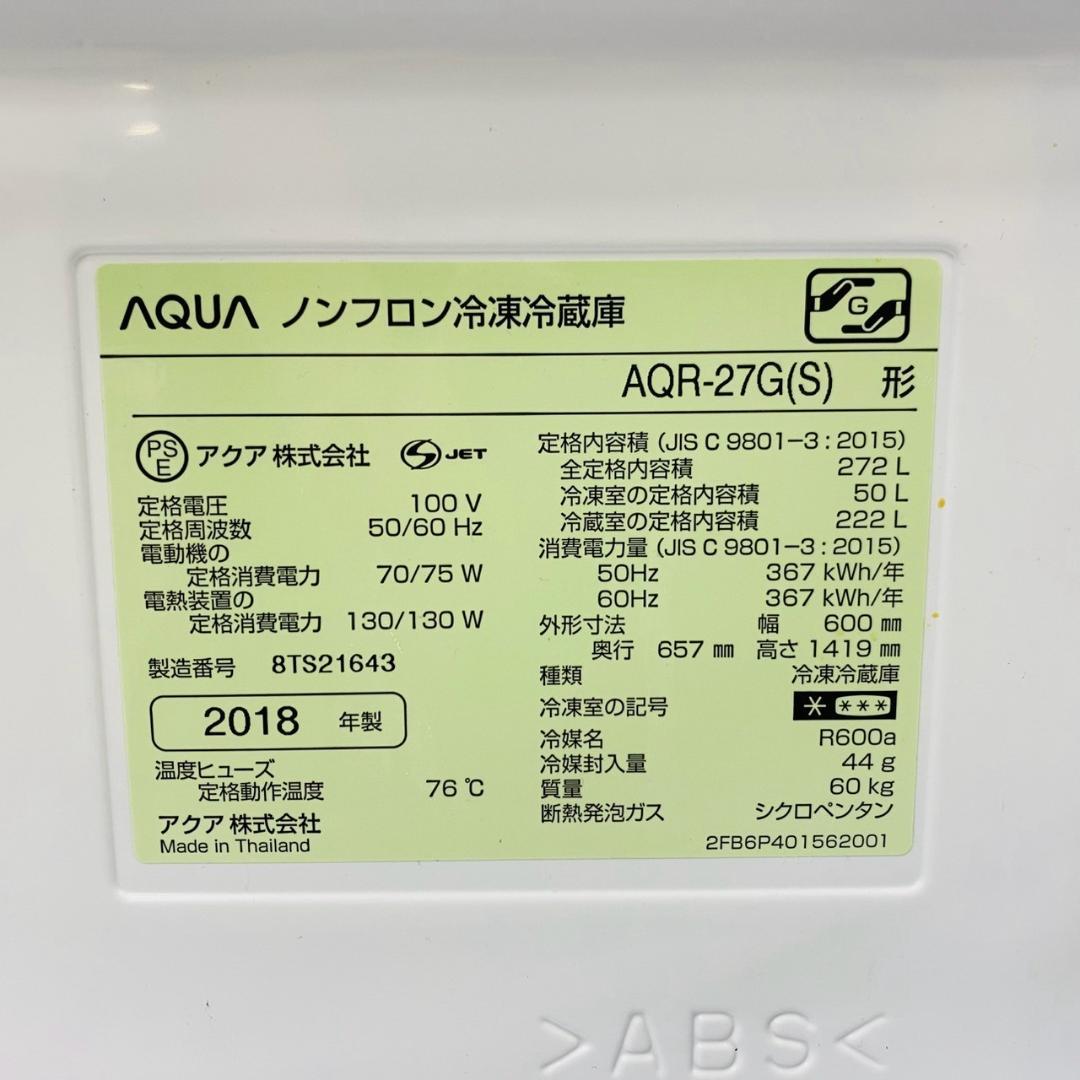 AQUA ノンフロン冷凍冷蔵庫
G
AQR-27G(S) 形
PSE アクア 株式会社 S JET
定格電圧 100 V
定格周波数 50/60 Hz
電動機の
定格消費電力 70/75 W
電熱装置の
定格消費電力 130/130 W
製造番号 8TS21643
2018 年製
温度ヒューズ
定格動作温度 76 ℃
アクア 株式会社
Made in Thailand
定格内容積 (JIS C 9801-3 : 2015)
全定格内容積 272 L
冷凍室の定格内容積 50 L
冷蔵室の定格内容積 222 L
消費電力量 (JIS C 9801-3 : 2015)
50Hz 367 kWh/年
60Hz 367 kWh/年
外形寸法 幅 600 ㎜
奥行 657 ㎜ 高さ 1419 ㎜
種類 冷凍冷蔵庫
冷凍室の記号 * ***
冷媒名 R600a
冷媒封入量 44 g
質量 60 kg
断熱発泡ガス シクロペンタン
2FB6P401562001
>ABS<